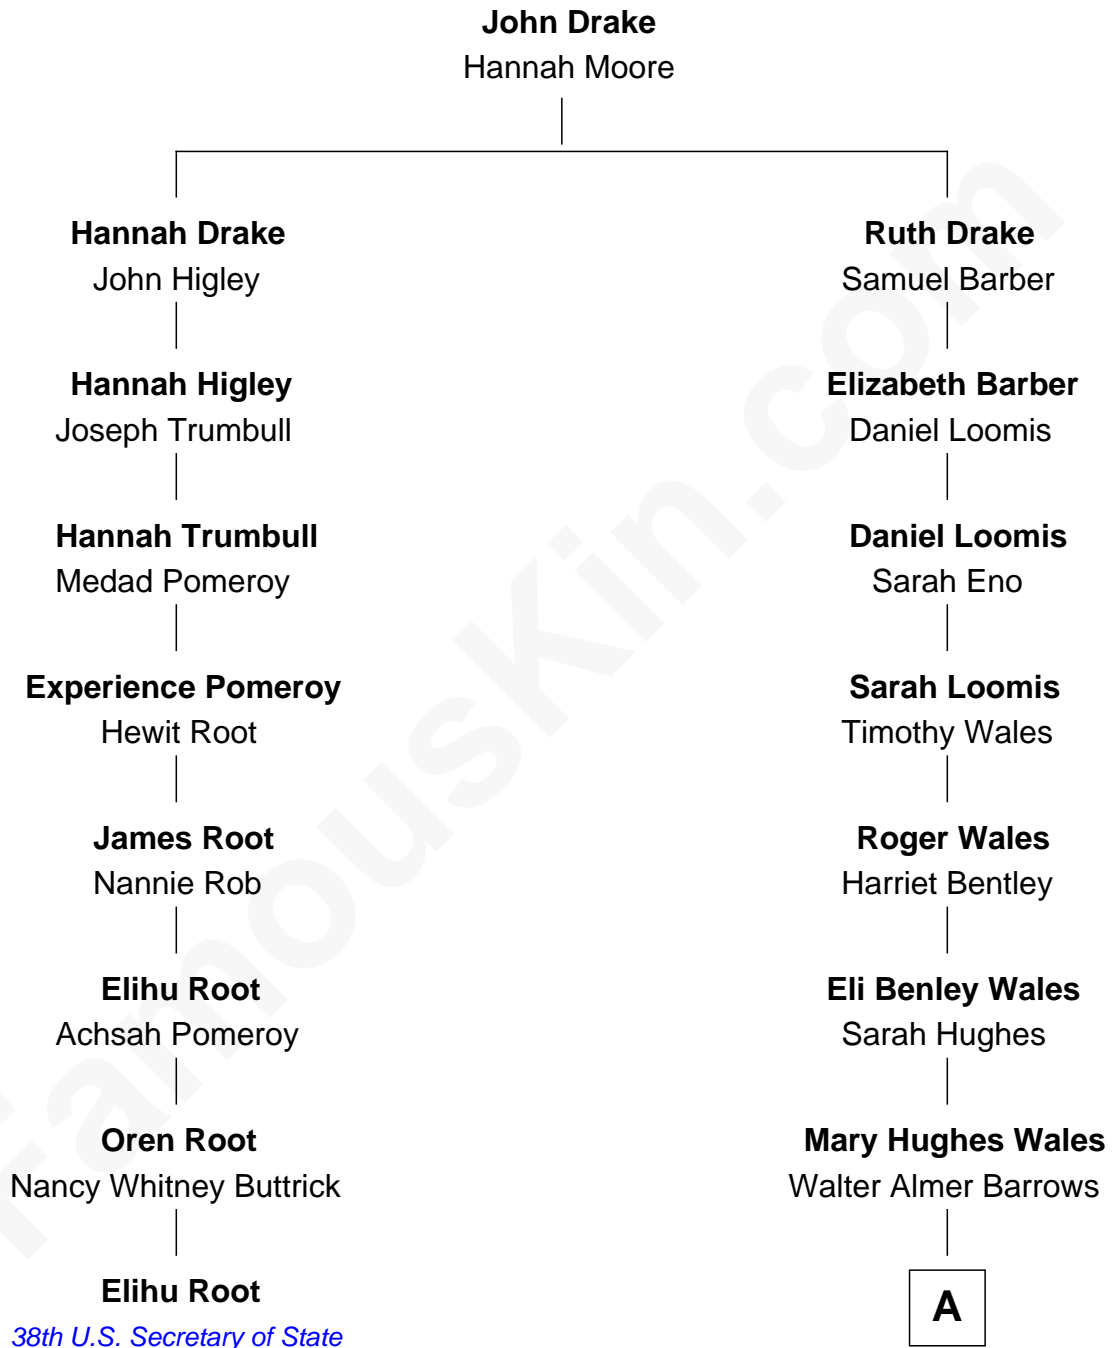 John Drake
Hannah Moore
Hannah Drake
John Higley
Ruth Drake
Samuel Barber
Hannah Higley
Joseph Trumbull
Elizabeth Barber
Daniel Loomis
Hannah Trumbull
Medad Pomeroy
Daniel Loomis
Sarah Eno
Experience Pomeroy
Hewit Root
Sarah Loomis
Timothy Wales
James Root
Nannie Rob
Roger Wales
Harriet Bentley
Elihu Root
Achsah Pomeroy
Eli Benley Wales
Sarah Hughes
Oren Root
Nancy Whitney Buttrick
Mary Hughes Wales
Walter Almer Barrows
Elihu Root
38th U.S. Secretary of State
A
FamousKin.com